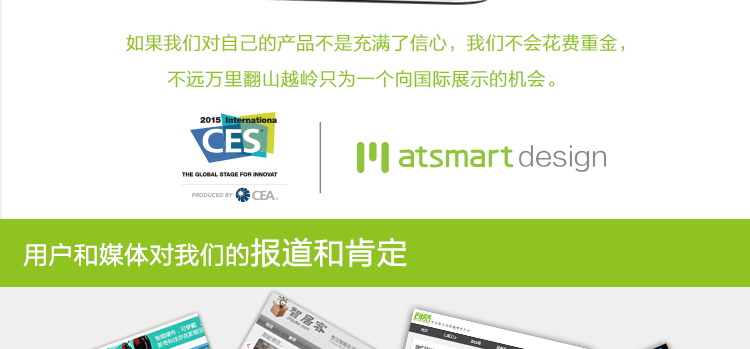 如果我们对自己的产品不是充满了信心，我们不会花费重金，
不远万里翻山越岭只为一个向国际展示的机会。
2015 Internationa
CES
THE GLOBAL STAGE FOR INNOVAT
PRODUCED BY CEA
atsmart design
用户和媒体对我们的报道和肯定
智居客